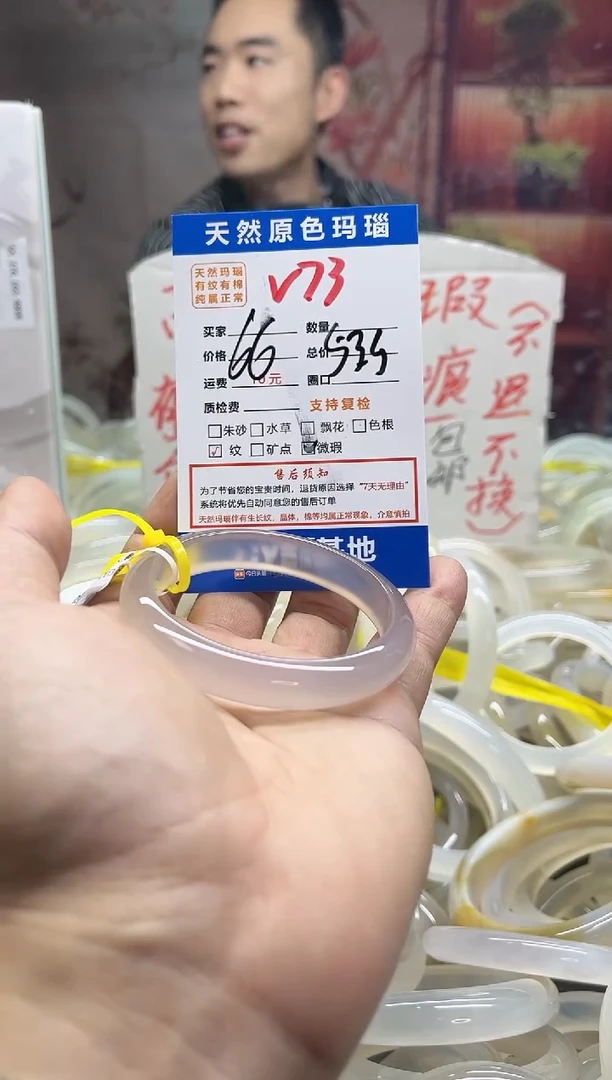 天然原色玛瑙
天然玛瑙
有纹有棉
纯属正常
V73
买家 数量
价格 66 总价 535
运费 10元 圈口
质检费 支持复检
朱砂 水草 飘花 色根
✓ 纹 矿点 微瑕
售后须知
为了节省您的宝贵时间，退货原因选择“7天无理由”
系统将优先自动同意您的售后订单
天然玛瑙伴有生长纹、晶体，棉等均属正常现象，介意慎拍
基地
瑕
痕
包邮
（不退不换）